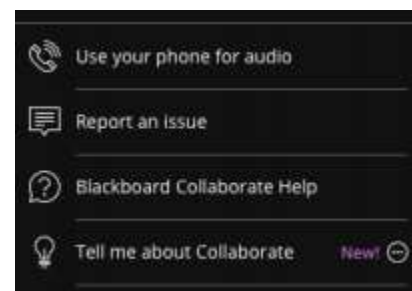 Use your phone for audio
Report an issue
Blackboard Collaborate Help
Tell me about Collaborate New!